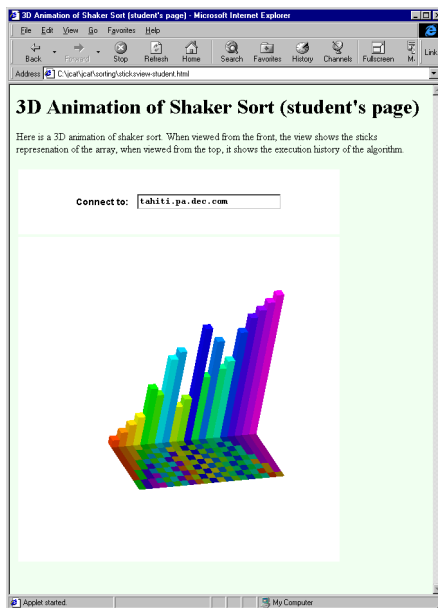 3D Animation of Shaker Sort (student's page) - Microsoft Internet Explorer
File Edit View Go Favorites Help
Back Forward Stop Refresh Home Search Favorites History Channels Fullscreen M
Address C:\jcat\jcat\sorting\sticksview-student.html Link
3D Animation of Shaker Sort (student's page)
Here is a 3D animation of shaker sort. When viewed from the front, the view shows the sticks
represenation of the array, when viewed from the top, it shows the execution history of the algorithm.
Connect to: tahiti.pa.dec.com
Applet started. My Computer